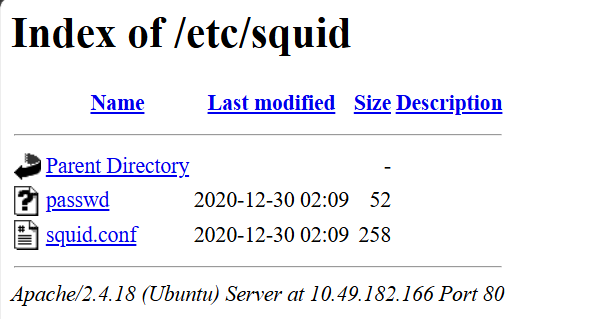 Index of /etc/squid
Name Last modified Size Description
Parent Directory -
passwd 2020-12-30 02:09 52
squid.conf 2020-12-30 02:09 258
Apache/2.4.18 (Ubuntu) Server at 10.49.182.166 Port 80